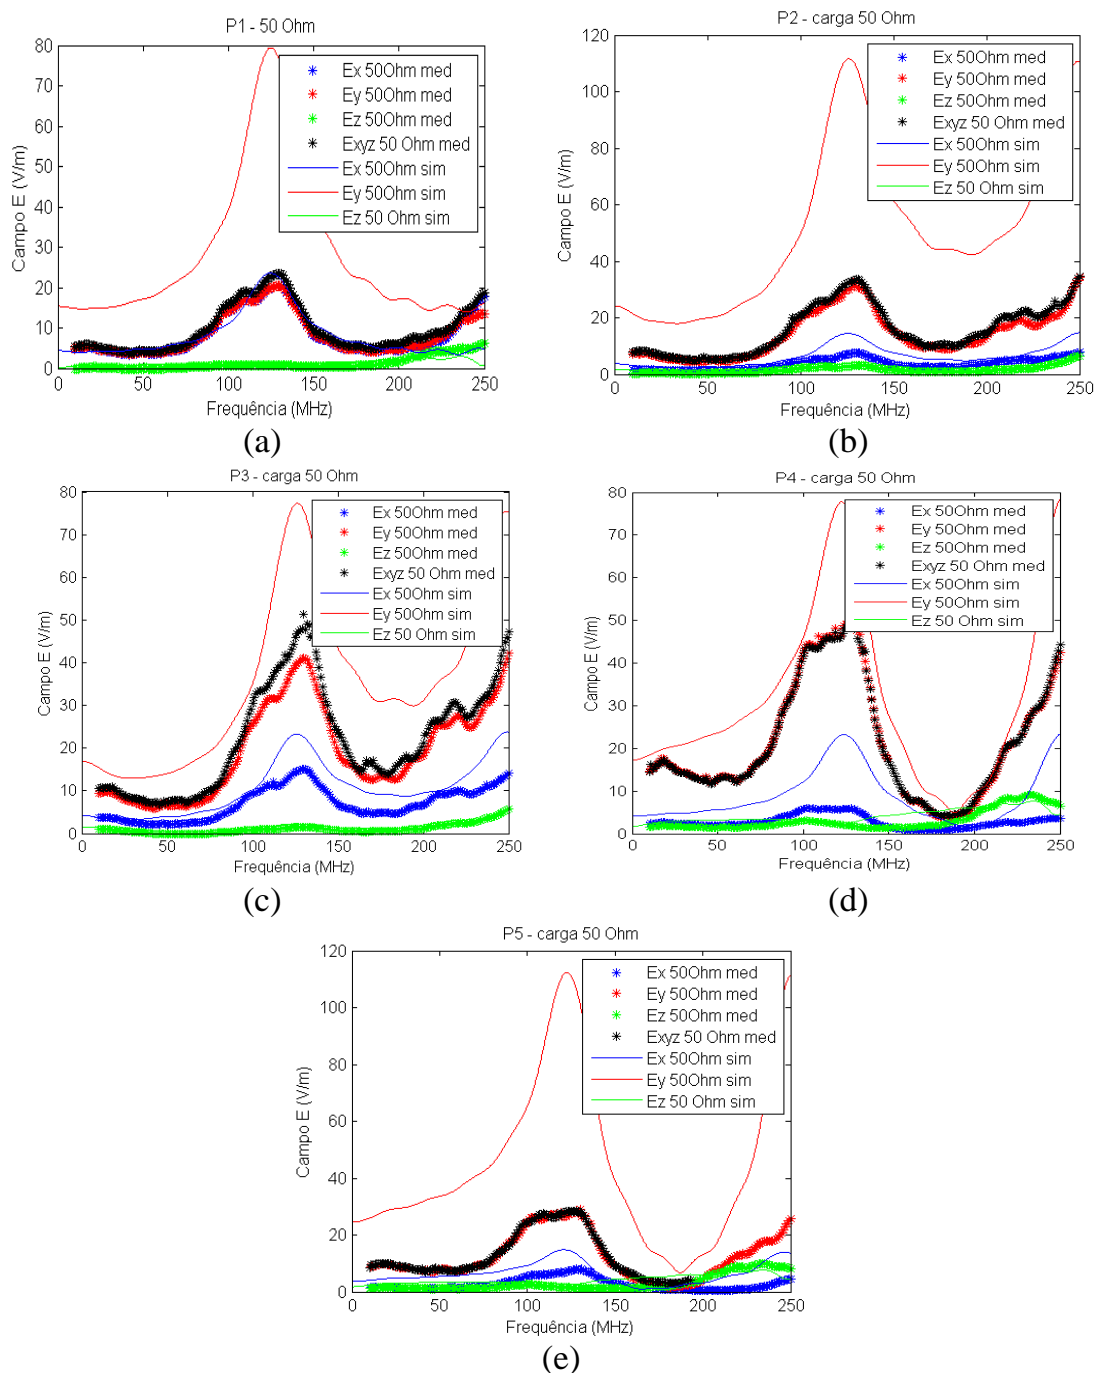 P1 - 50 Ohm
Campo E (V/m)
80
70
60
50
40
30
20
10
0
Ex 50Ohm med
Ey 50Ohm med
Ez 50Ohm med
Exyz 50 Ohm med
Ex 50Ohm sim
Ey 50Ohm sim
Ez 50 Ohm sim
0 50 100 150 200 250
Frequência (MHz)
(a)
P2 - carga 50 Ohm
Campo E (V/m)
120
100
80
60
40
20
0
Ex 50Ohm med
Ey 50Ohm med
Ez 50Ohm med
Exyz 50 Ohm med
Ex 50Ohm sim
Ey 50Ohm sim
Ez 50 Ohm sim
0 50 100 150 200 250
Frequência (MHz)
(b)
P3 - carga 50 Ohm
Campo E (V/m)
80
70
60
50
40
30
20
10
0
Ex 50Ohm med
Ey 50Ohm med
Ez 50Ohm med
Exyz 50 Ohm med
Ex 50Ohm sim
Ey 50Ohm sim
Ez 50 Ohm sim
0 50 100 150 200 250
Frequência (MHz)
(c)
P4 - carga 50 Ohm
Campo E (V/m)
80
70
60
50
40
30
20
10
0
Ex 50Ohm med
Ey 50Ohm med
Ez 50Ohm med
Exyz 50 Ohm med
Ex 50Ohm sim
Ey 50Ohm sim
Ez 50 Ohm sim
0 50 100 150 200 250
Frequência (MHz)
(d)
P5 - carga 50 Ohm
Campo E (V/m)
120
100
80
60
40
20
0
Ex 50Ohm med
Ey 50Ohm med
Ez 50Ohm med
Exyz 50 Ohm med
Ex 50Ohm sim
Ey 50Ohm sim
Ez 50 Ohm sim
0 50 100 150 200 250
Frequência (MHz)
(e)